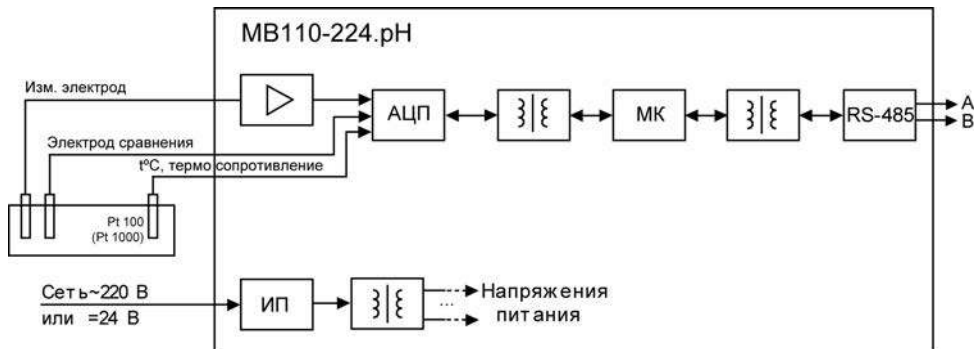 МВ110-224.pH
Изм. электрод
АЦП
МК
RS-485
A
B
Электрод сравнения
t°C, термо сопротивление
Pt 100
(Pt 1000)
Сеть~220 В
или =24 В
ИП
...
Напряжения
питания